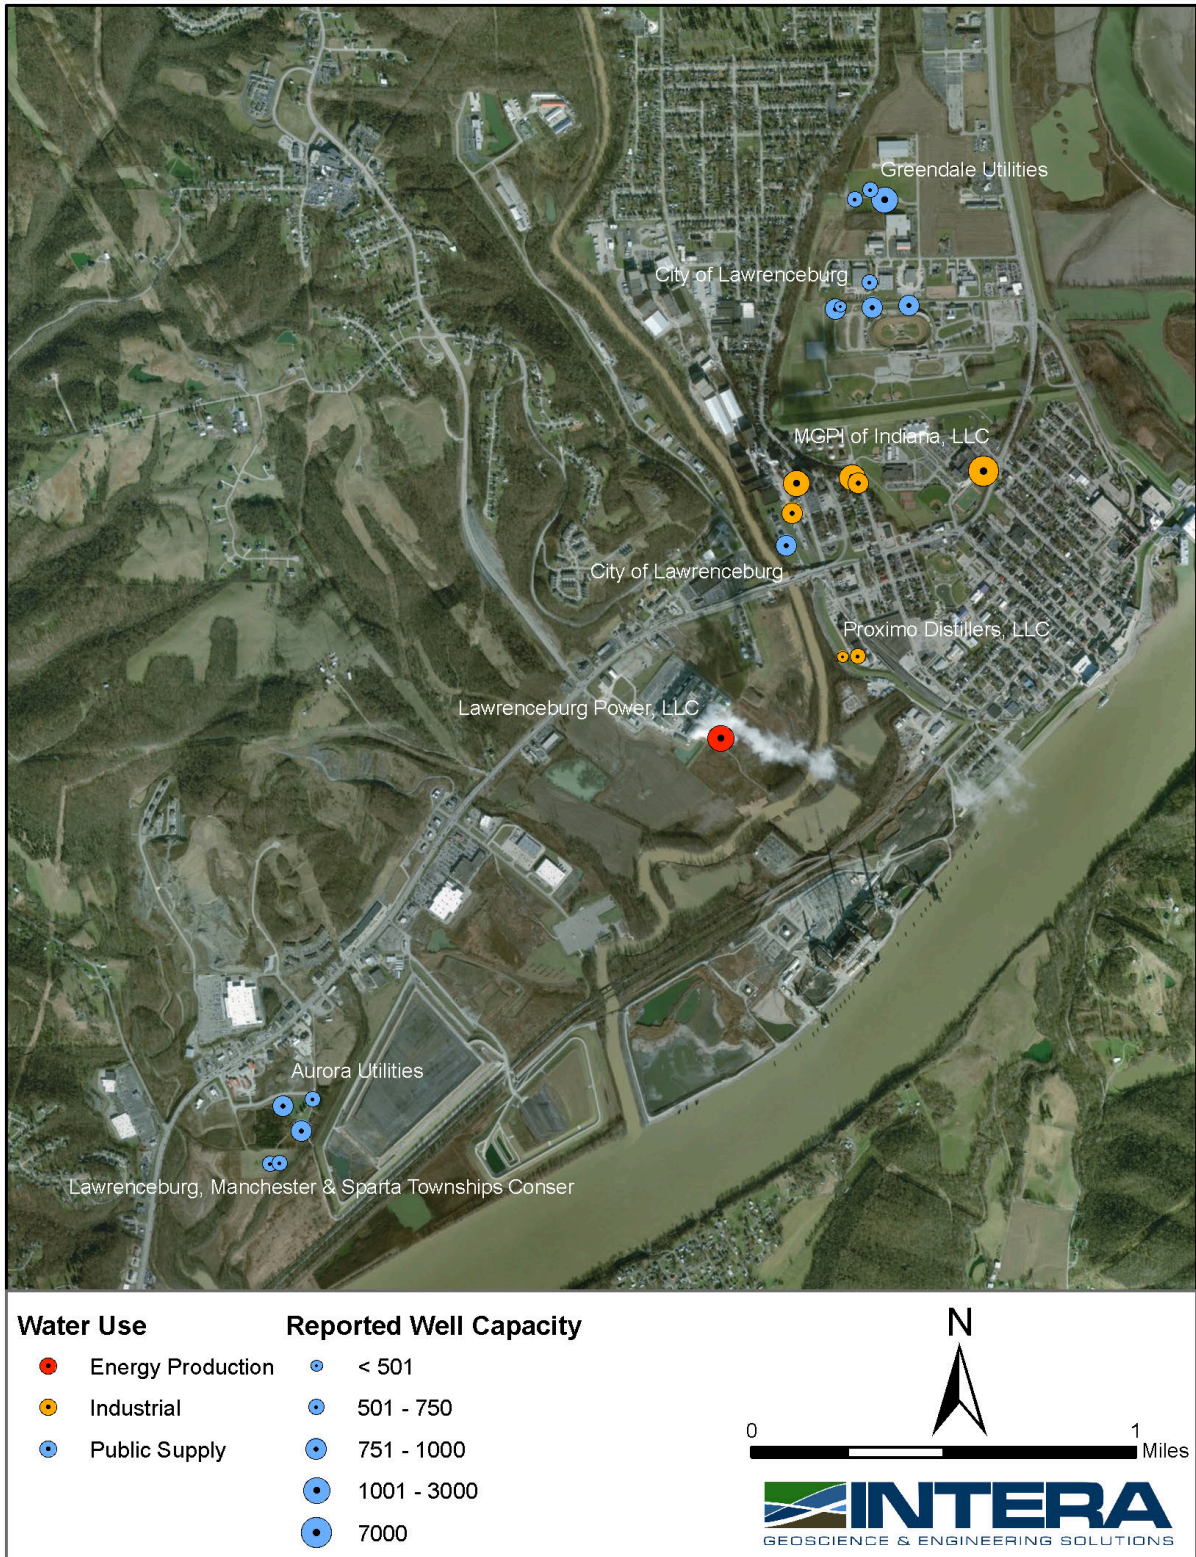 Greendale Utilities
City of Lawrenceburg
MGPI of Indiana, LLC
City of Lawrenceburg
Proximo Distillers, LLC
Lawrenceburg Power, LLC
Aurora Utilities
Lawrenceburg, Manchester & Sparta Townships Conser
Water Use
Energy Production
Industrial
Public Supply
Reported Well Capacity
< 501
501 - 750
751 - 1000
1001 - 3000
7000
N
0 1
Miles
INTERA
GEOSCIENCE & ENGINEERING SOLUTIONS